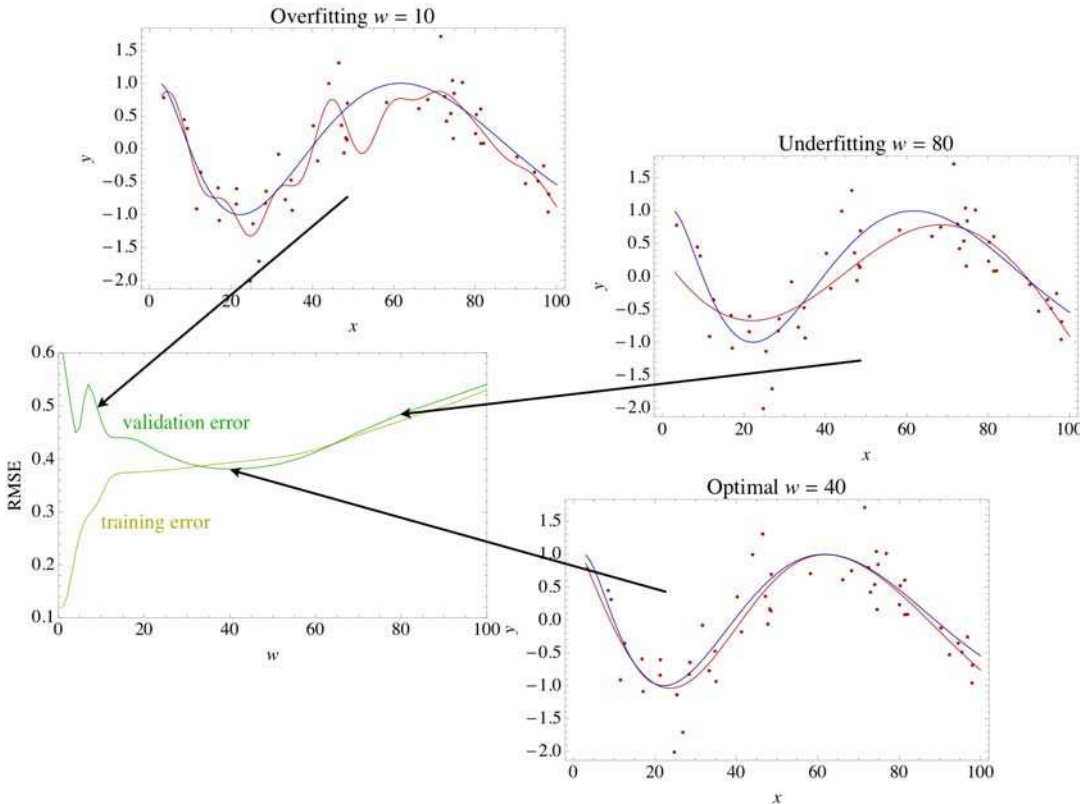 Overfitting w = 10
1.5
1.0
0.5
0.0
−0.5
−1.0
−1.5
−2.0
y
0 20 40 60 80 100
x
Underfitting w = 80
1.5
1.0
0.5
0.0
−0.5
−1.0
−1.5
−2.0
y
0 20 40 60 80 100
x
0.6
0.5
0.4
0.3
0.2
0.1
RMSE
validation error
training error
0 20 40 60 80 100
w
Optimal w = 40
1.5
1.0
0.5
0.0
−0.5
−1.0
−1.5
−2.0
y
0 20 40 60 80 100
x